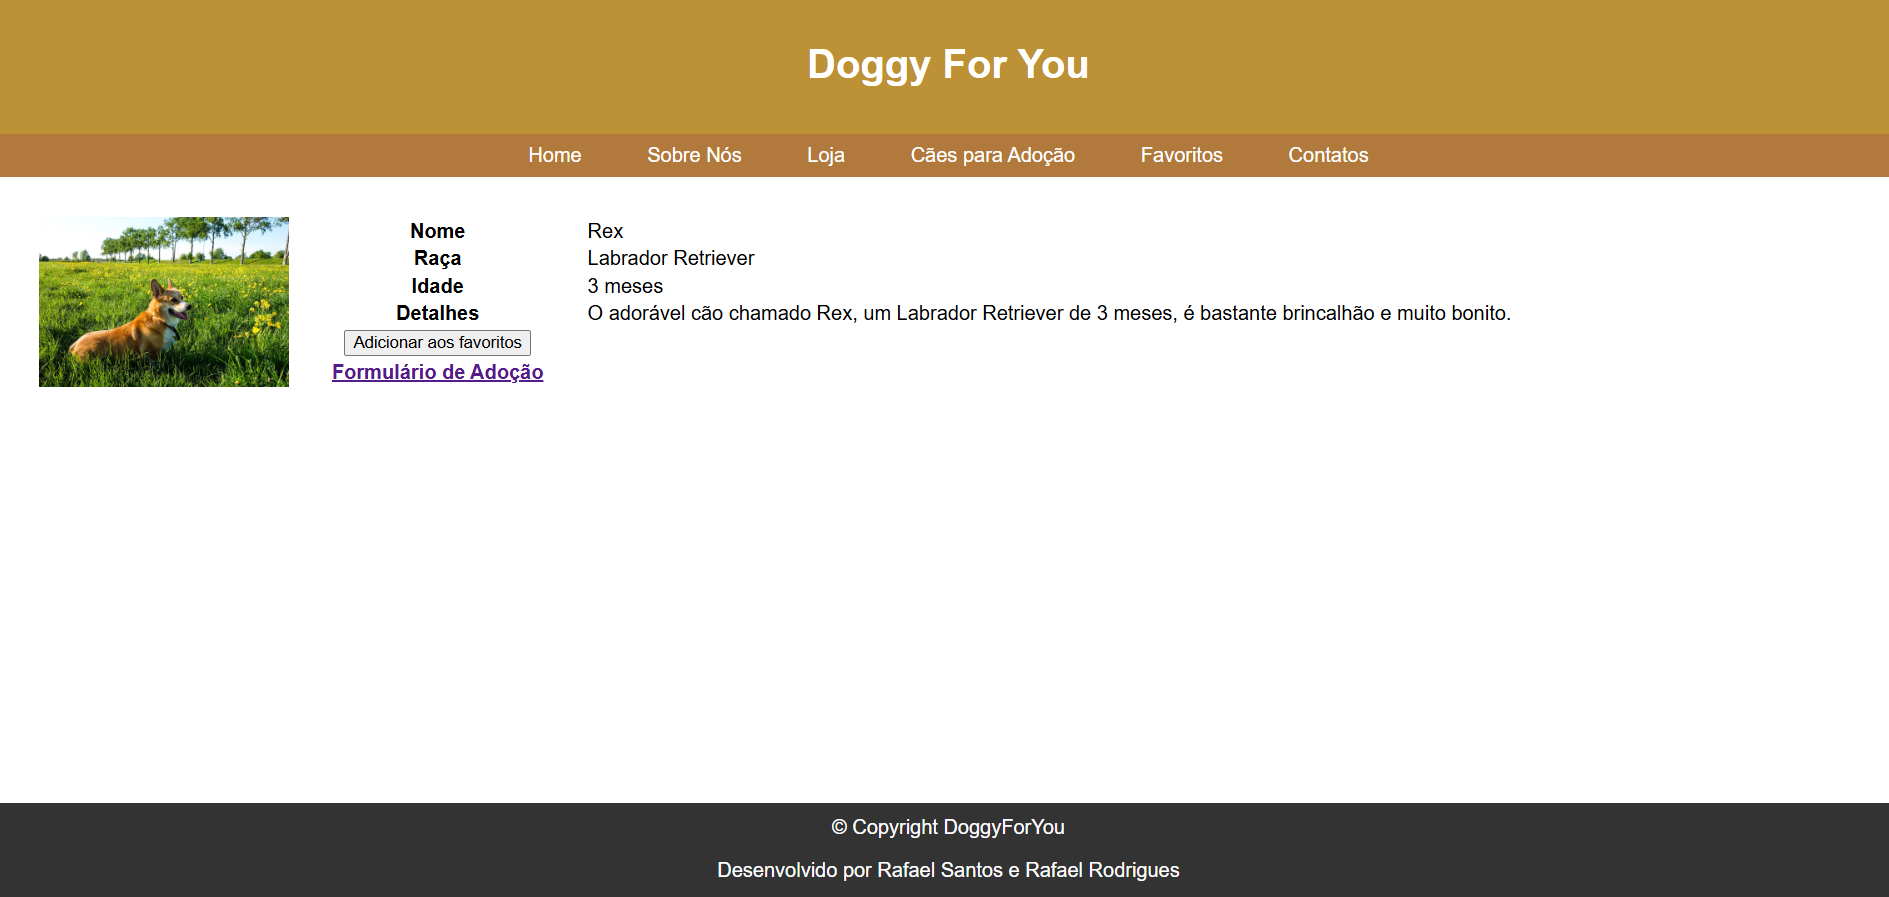 Doggy For You
Home Sobre Nós Loja Cães para Adoção Favoritos Contatos
Nome Rex
Raça Labrador Retriever
Idade 3 meses
Detalhes O adorável cão chamado Rex, um Labrador Retriever de 3 meses, é bastante brincalhão e muito bonito.
Adicionar aos favoritos
Formulário de Adoção
© Copyright DoggyForYou
Desenvolvido por Rafael Santos e Rafael Rodrigues